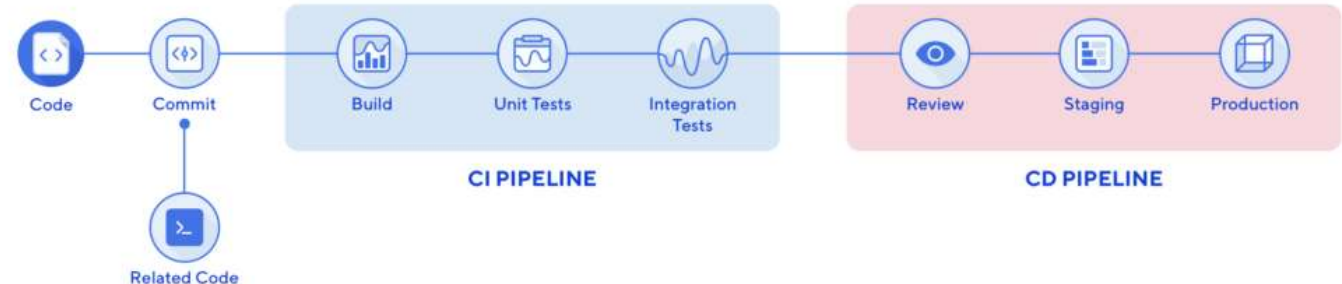 Code
Commit
Build
Unit Tests
Integration
Tests
Review
Staging
Production
CI PIPELINE
CD PIPELINE
Related Code